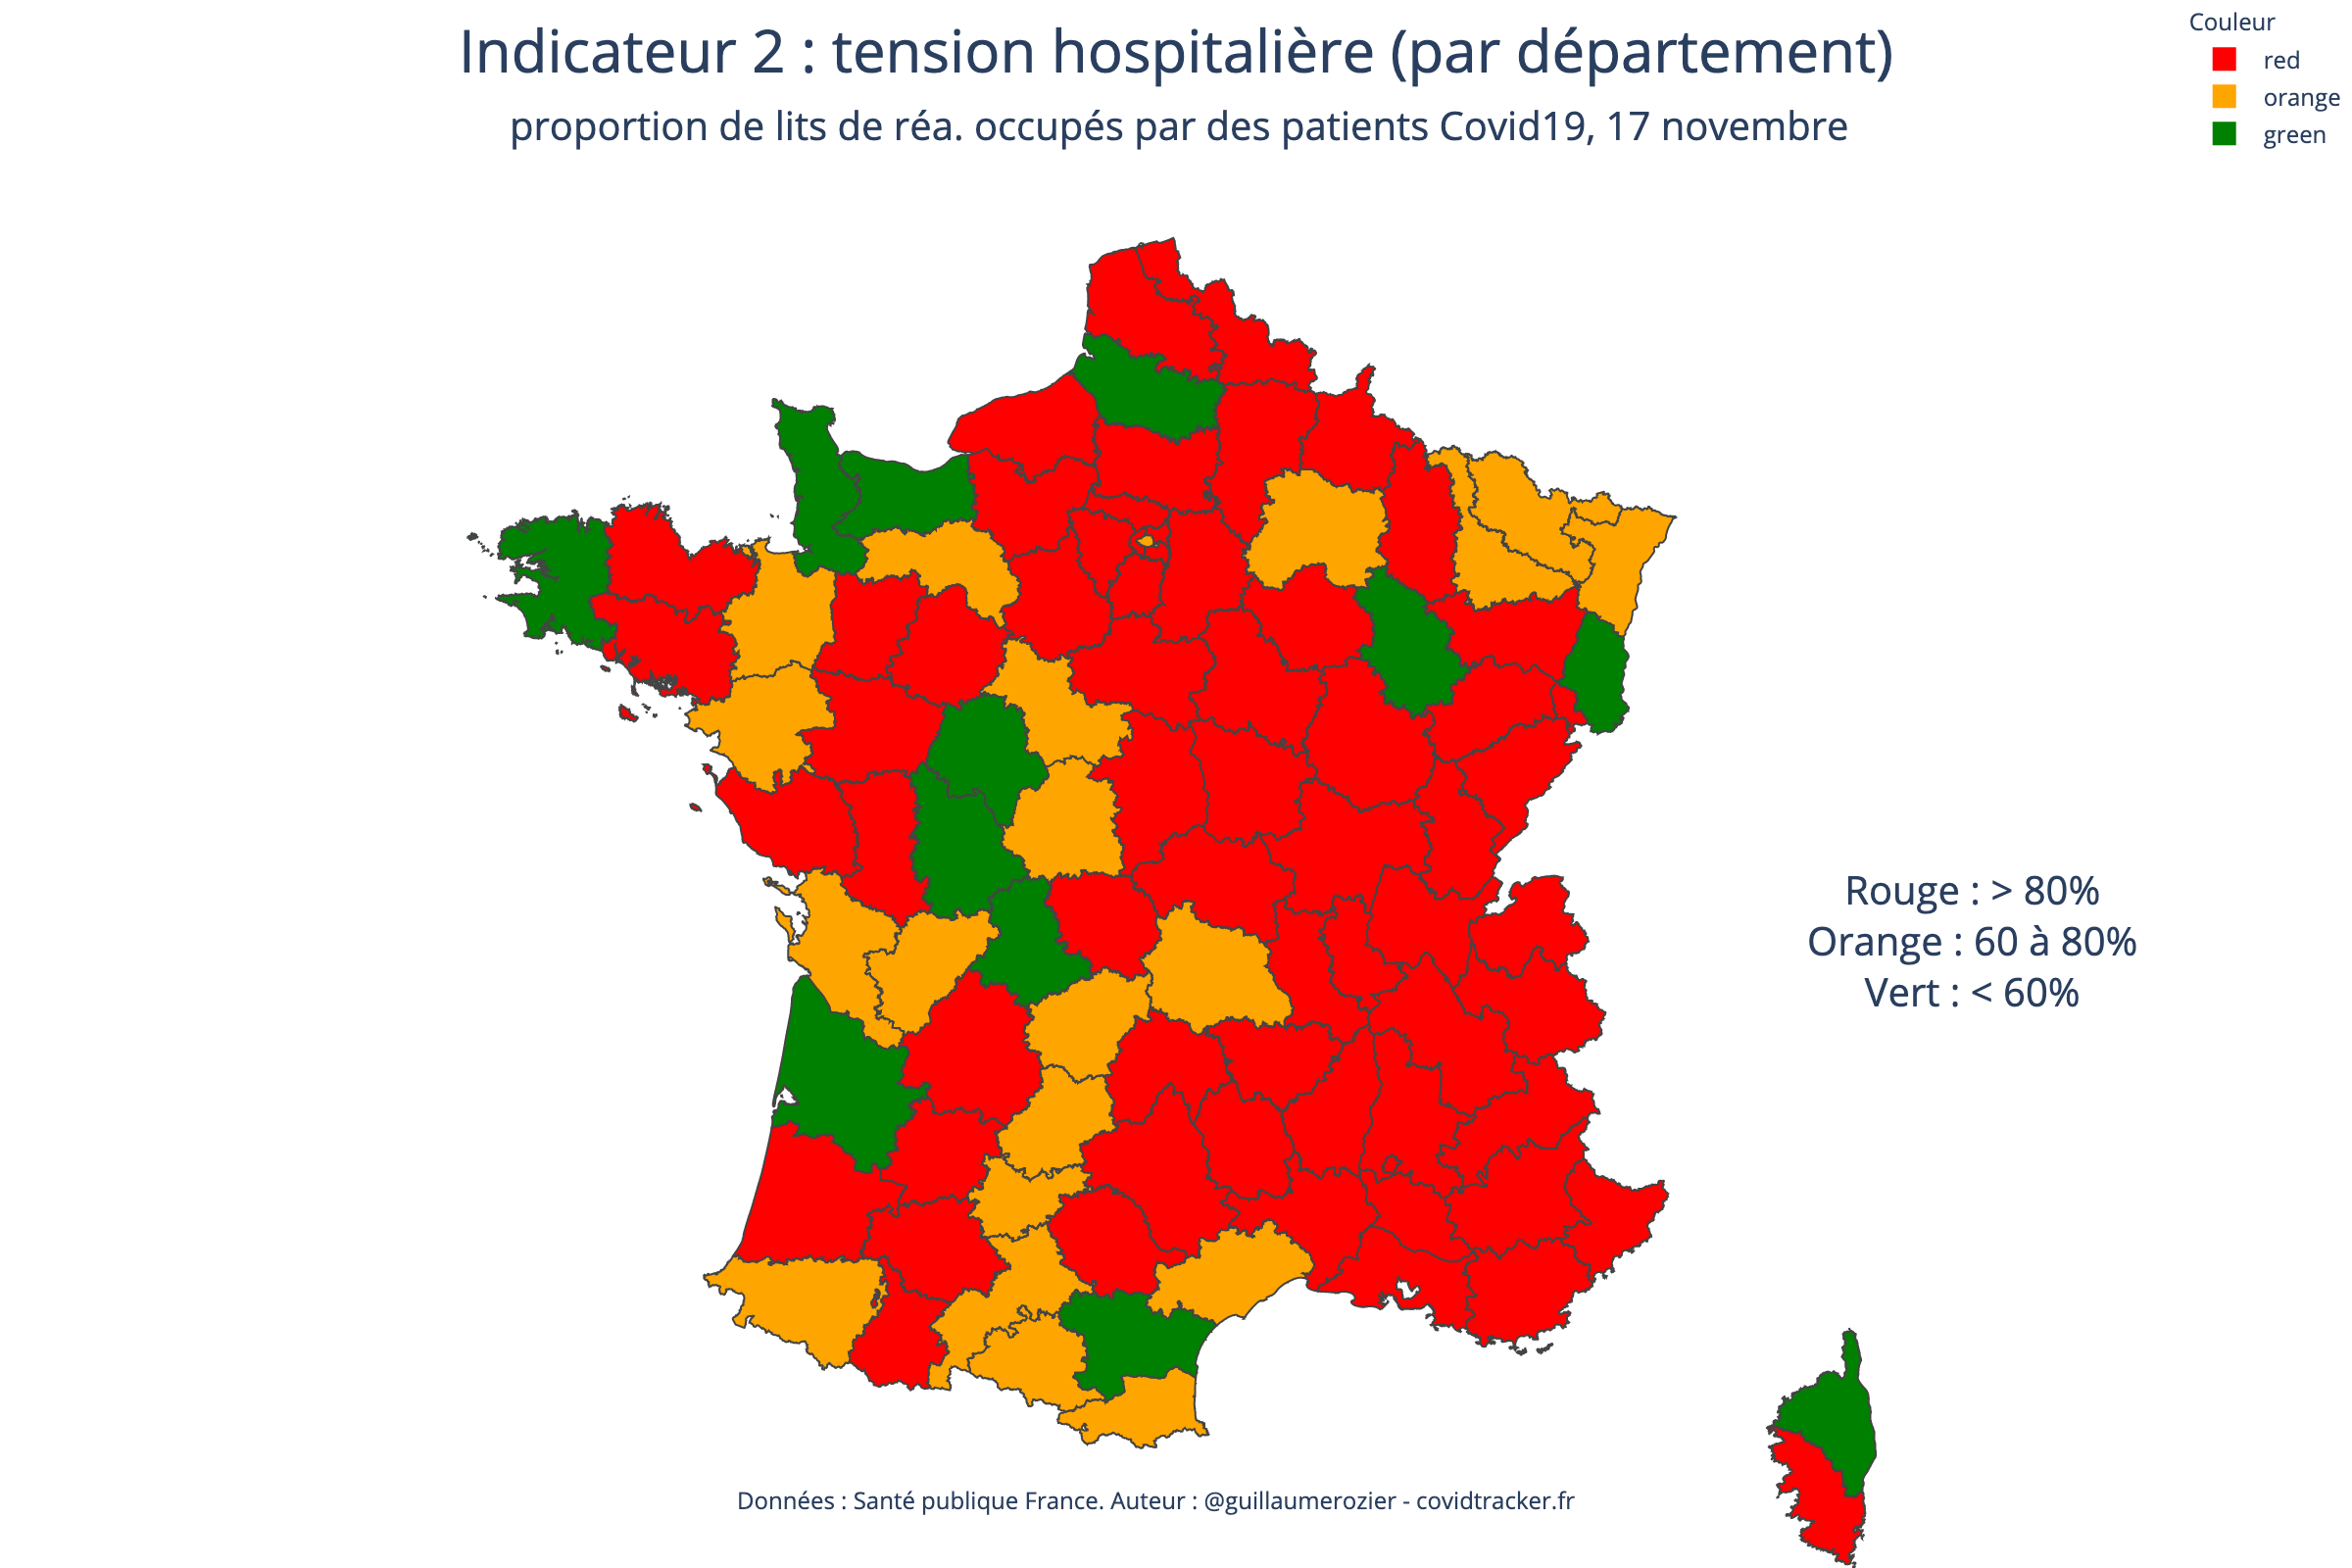 Indicateur 2 : tension hospitalière (par département)
proportion de lits de réa. occupés par des patients Covid19, 17 novembre
Couleur
red
orange
green
Rouge : > 80%
Orange : 60 à 80%
Vert : < 60%
Données : Santé publique France. Auteur : @guillaumerozier - covidtracker.fr